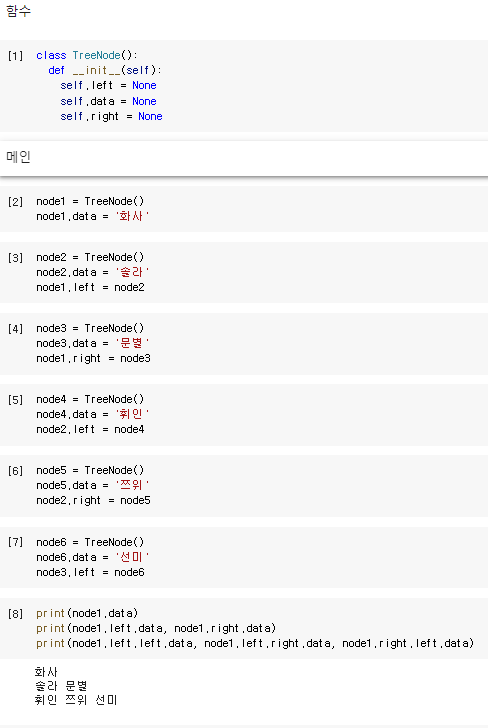 함수
[1] class TreeNode():
def __init__(self):
self.left = None
self.data = None
self.right = None
메인
[2] node1 = TreeNode()
node1.data = '화사'
[3] node2 = TreeNode()
node2.data = '솔라'
node1.left = node2
[4] node3 = TreeNode()
node3.data = '문별'
node1.right = node3
[5] node4 = TreeNode()
node4.data = '휘인'
node2.left = node4
[6] node5 = TreeNode()
node5.data = '쯔위'
node2.right = node5
[7] node6 = TreeNode()
node6.data = '선미'
node3.left = node6
[8] print(node1.data)
print(node1.left.data, node1.right.data)
print(node1.left.left.data, node1.left.right.data, node1.right.left.data)
화사
솔라 문별
휘인 쯔위 선미